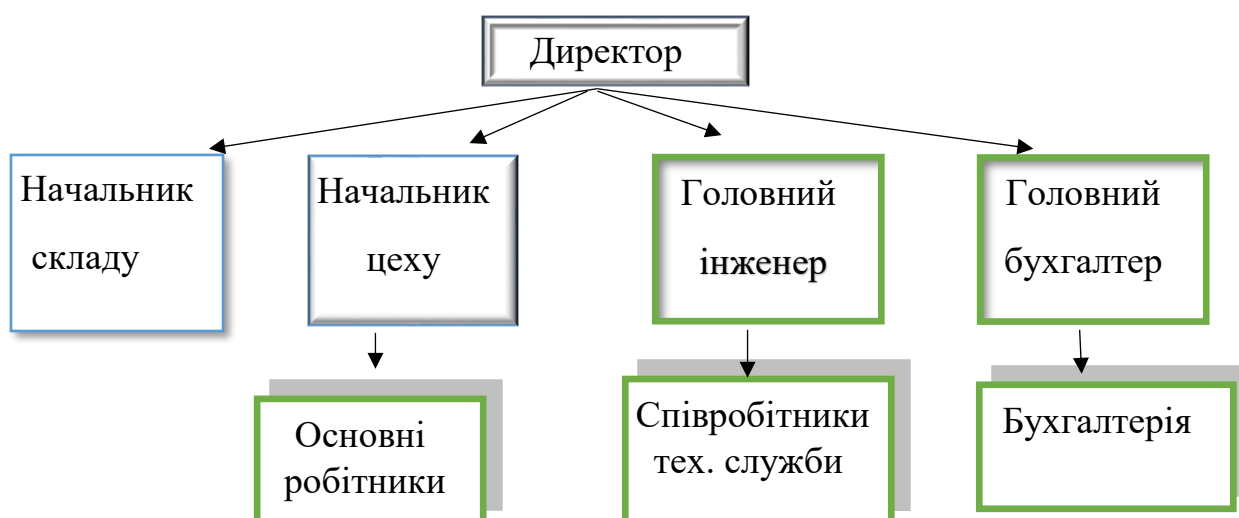 Директор
Начальник
складу
Начальник
цеху
Головний
інженер
Головний
бухгалтер
Основні
робітники
Співробітники
тех. служби
Бухгалтерія